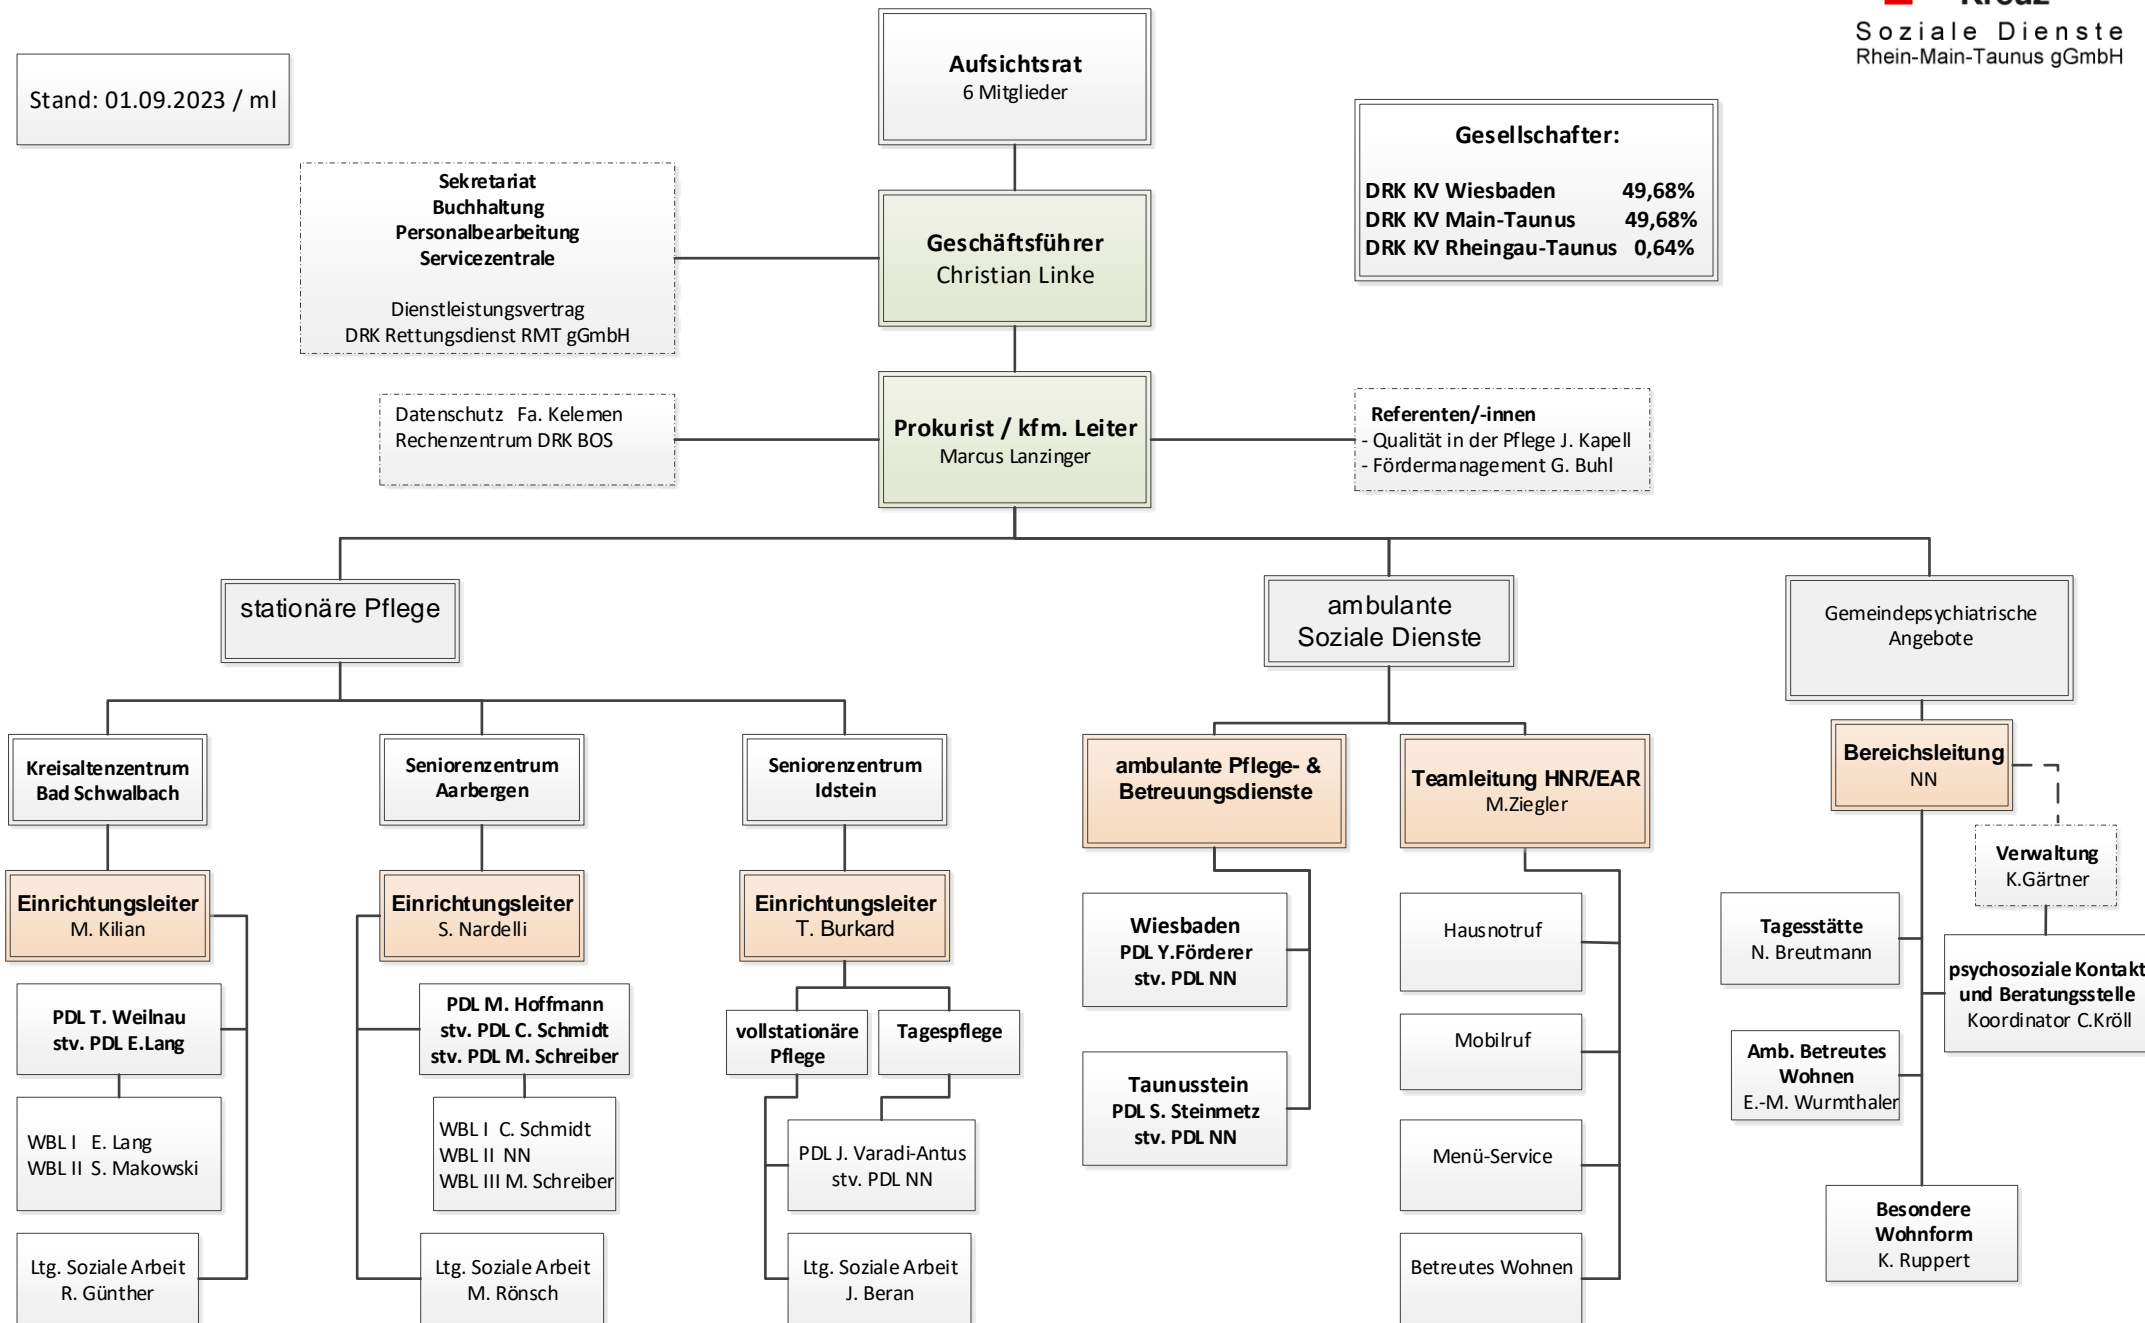 Soziale Dienste
Rhein-Main-Taunus gGmbH
Stand: 01.09.2023 / ml
Aufsichtsrat
6 Mitglieder
Gesellschafter:
DRK KV Wiesbaden 49,68%
DRK KV Main-Taunus 49,68%
DRK KV Rheingau-Taunus 0,64%
Sekretariat
Buchhaltung
Personalbearbeitung
Servicezentrale
Dienstleistungsvertrag
DRK Rettungsdienst RMT gGmbH
Geschäftsführer
Christian Linke
Datenschutz Fa. Kelemen
Rechenzentrum DRK BOS
Prokurist / kfm. Leiter
Marcus Lanzinger
Referenten/-innen
- Qualität in der Pflege J. Kapell
- Fördermanagement G. Buhl
stationäre Pflege
ambulante
Soziale Dienste
Gemeindepsychiatrische
Angebote
Kreisaltenzentrum
Bad Schwalbach
Seniorenzentrum
Aarbergen
Seniorenzentrum
Idstein
ambulante Pflege- &
Betreuungsdienste
Teamleitung HNR/EAR
M.Ziegler
Bereichsleitung
NN
Verwaltung
K.Gärtner
Einrichtungsleiter
M. Kilian
Einrichtungsleiter
S. Nardelli
Einrichtungsleiter
T. Burkard
Wiesbaden
PDL Y.Förderer
stv. PDL NN
Hausnotruf
Tagesstätte
N. Breutmann
psychosoziale Kontakt
und Beratungsstelle
Koordinator C.Kröll
PDL T. Weilnau
stv. PDL E.Lang
PDL M. Hoffmann
stv. PDL C. Schmidt
stv. PDL M. Schreiber
vollstationäre
Pflege
Tagespflege
Mobilruf
Amb. Betreutes
Wohnen
E.-M. Wurmthaler
Taunusstein
PDL S. Steinmetz
stv. PDL NN
WBL I E. Lang
WBL II S. Makowski
WBL I C. Schmidt
WBL II NN
WBL III M. Schreiber
PDL J. Varadi-Antus
stv. PDL NN
Menü-Service
Besondere
Wohnform
K. Ruppert
Ltg. Soziale Arbeit
R. Günther
Ltg. Soziale Arbeit
M. Rönsch
Ltg. Soziale Arbeit
J. Beran
Betreutes Wohnen